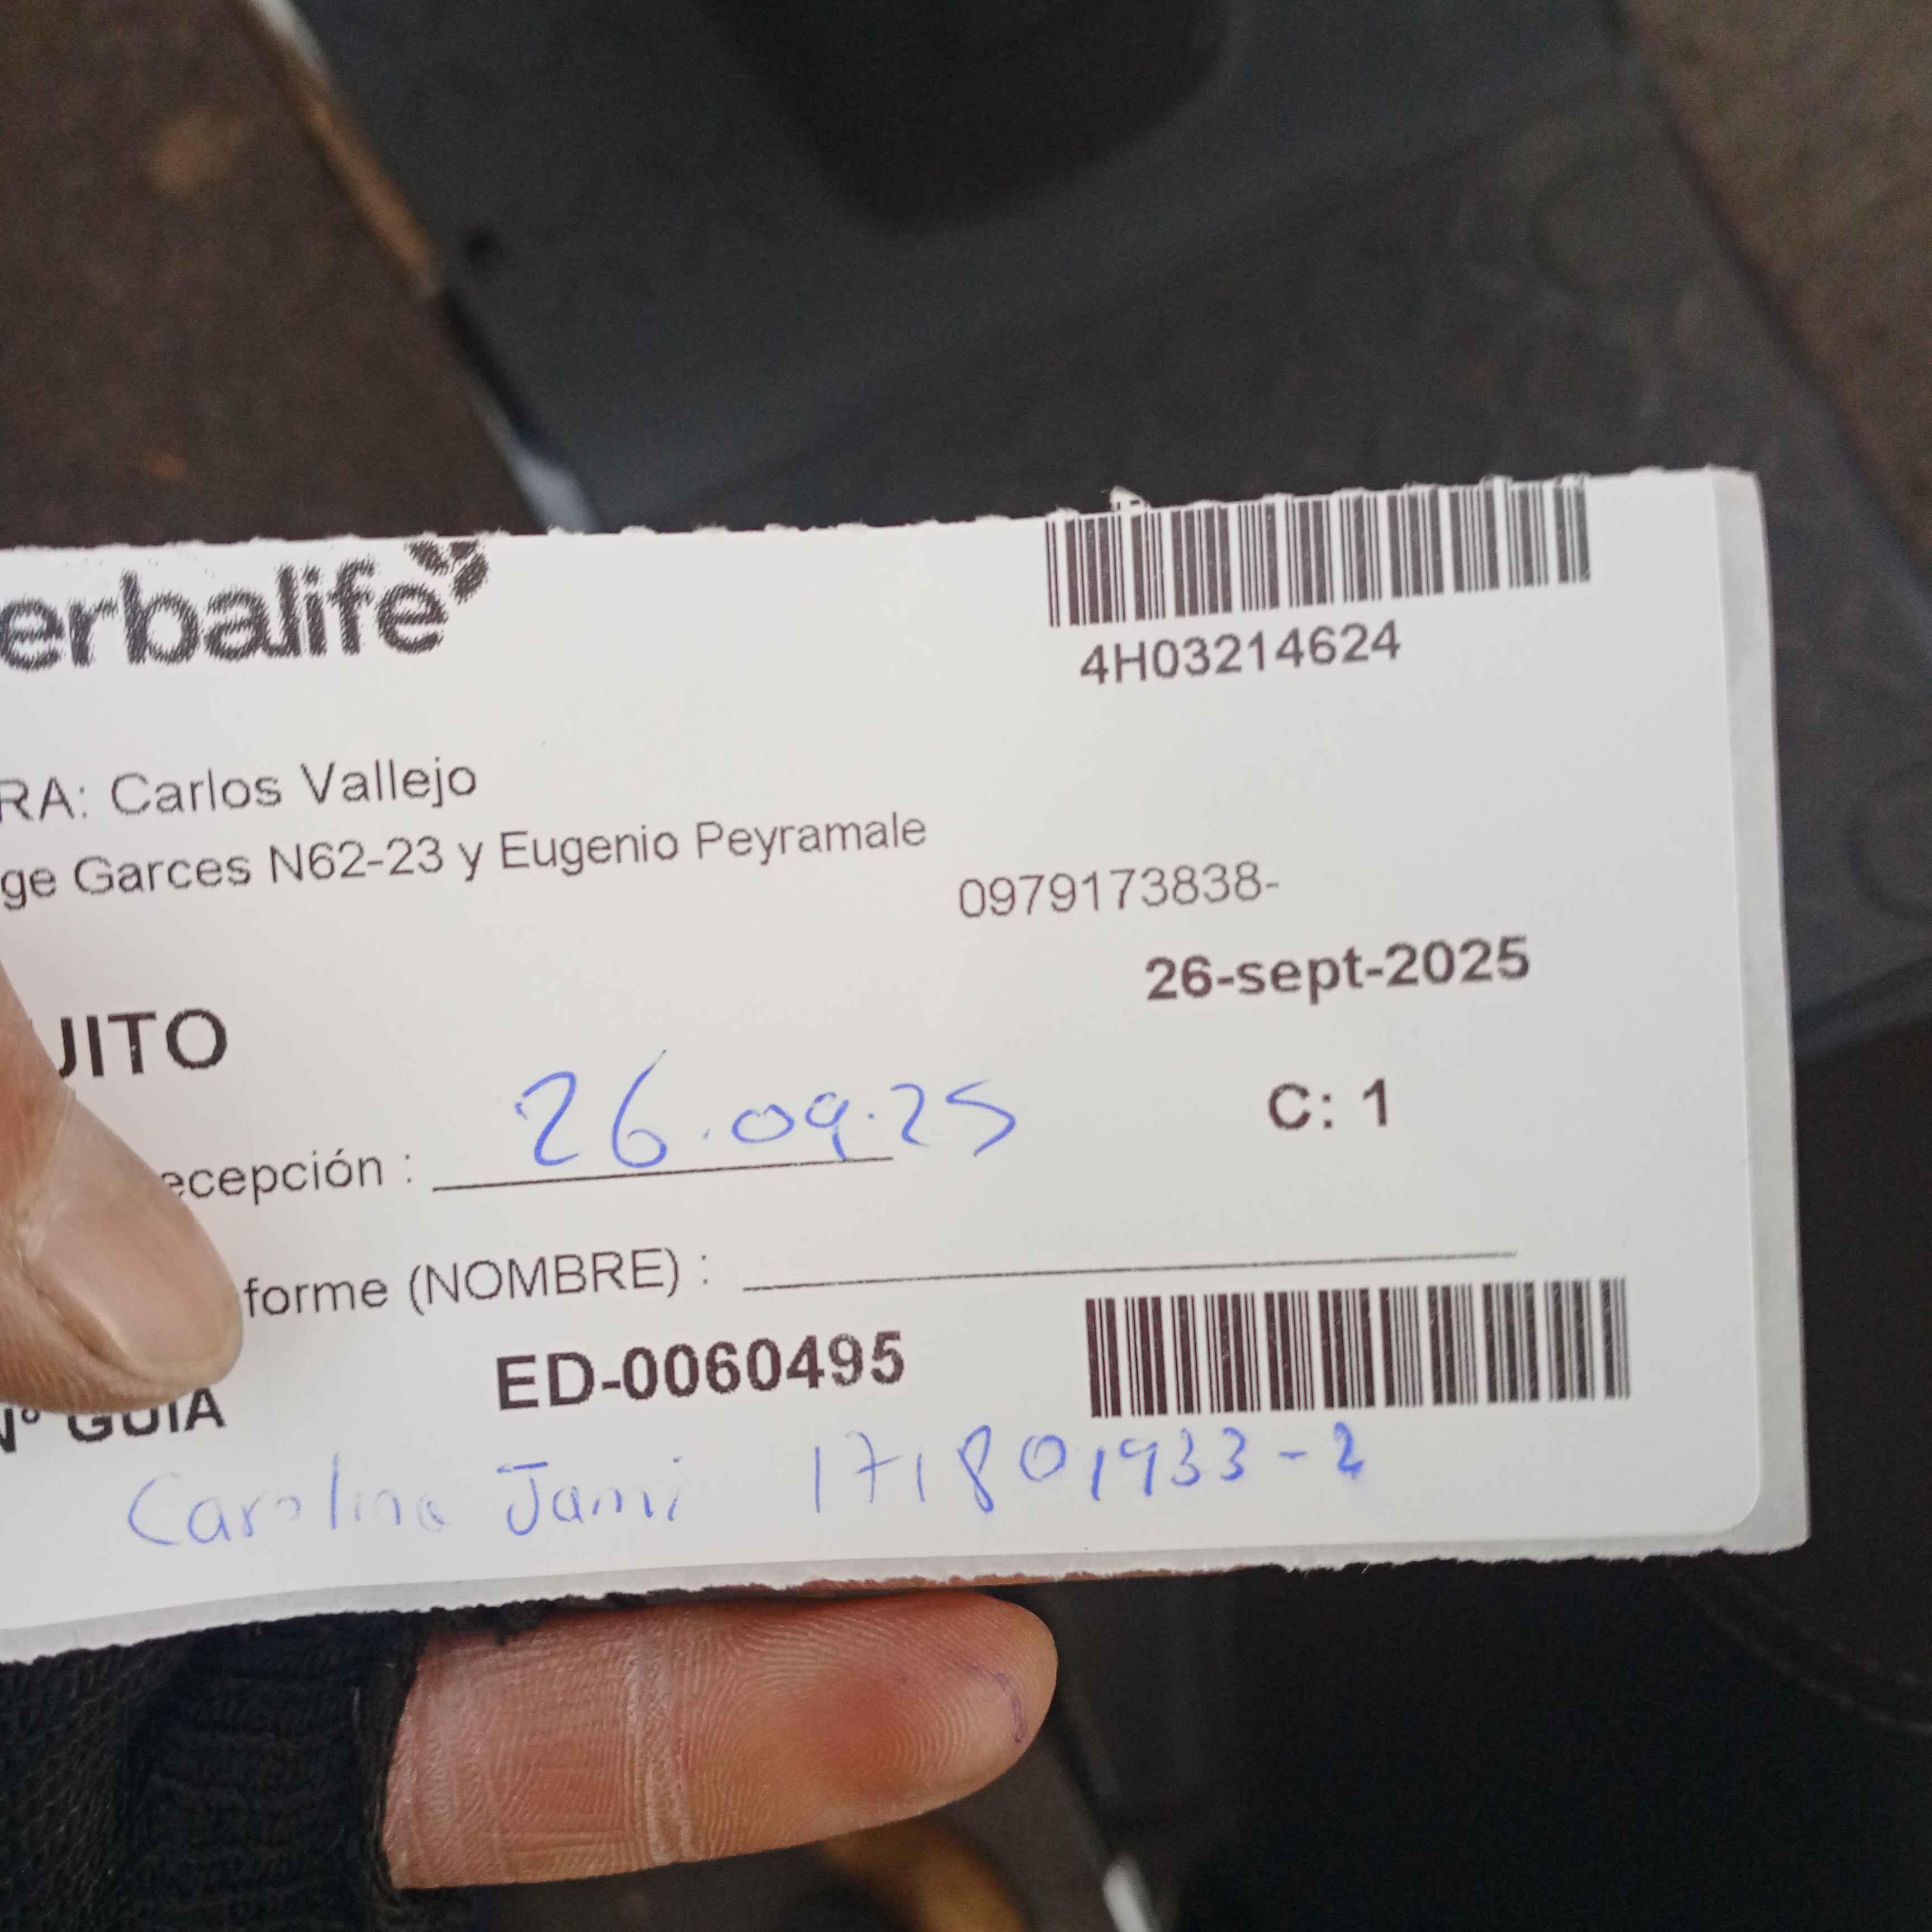 erbalife
4H03214624
RA: Carlos Vallejo
ge Garces N62-23 y Eugenio Peyramale
0979173838-
26-sept-2025
UITO
C: 1
ecepción : 26.09.25
forme (NOMBRE) :
Nº GUIA ED-0060495
Carolina Jami 171801933-2